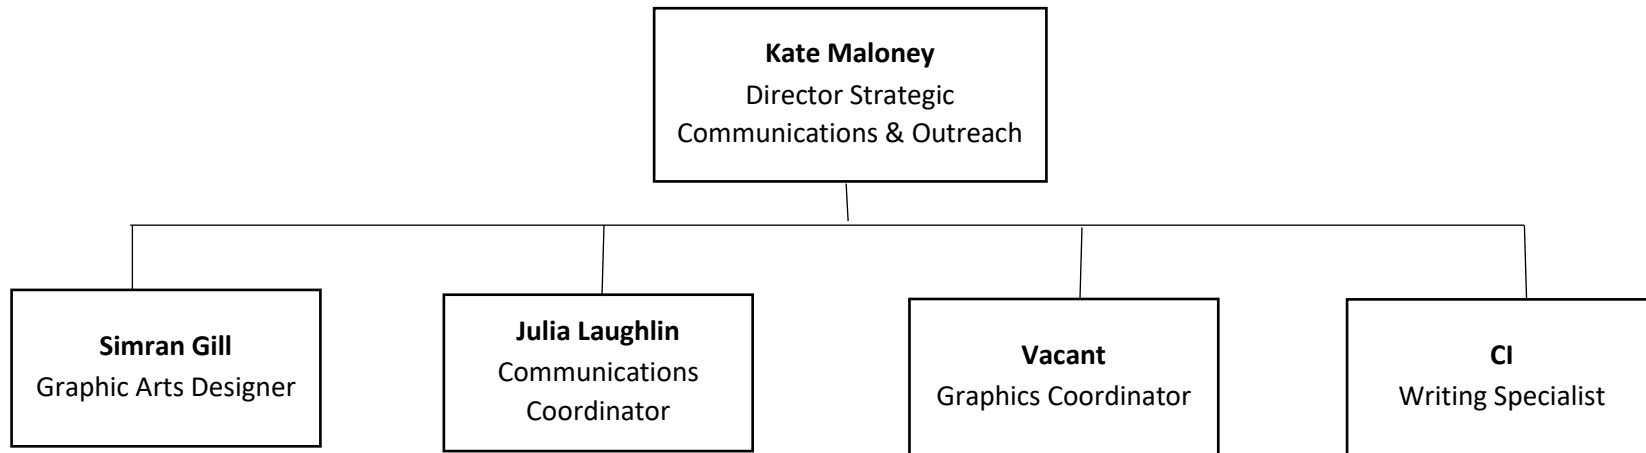 Kate Maloney
Director Strategic
Communications & Outreach
Simran Gill
Graphic Arts Designer
Julia Laughlin
Communications
Coordinator
Vacant
Graphics Coordinator
CI
Writing Specialist